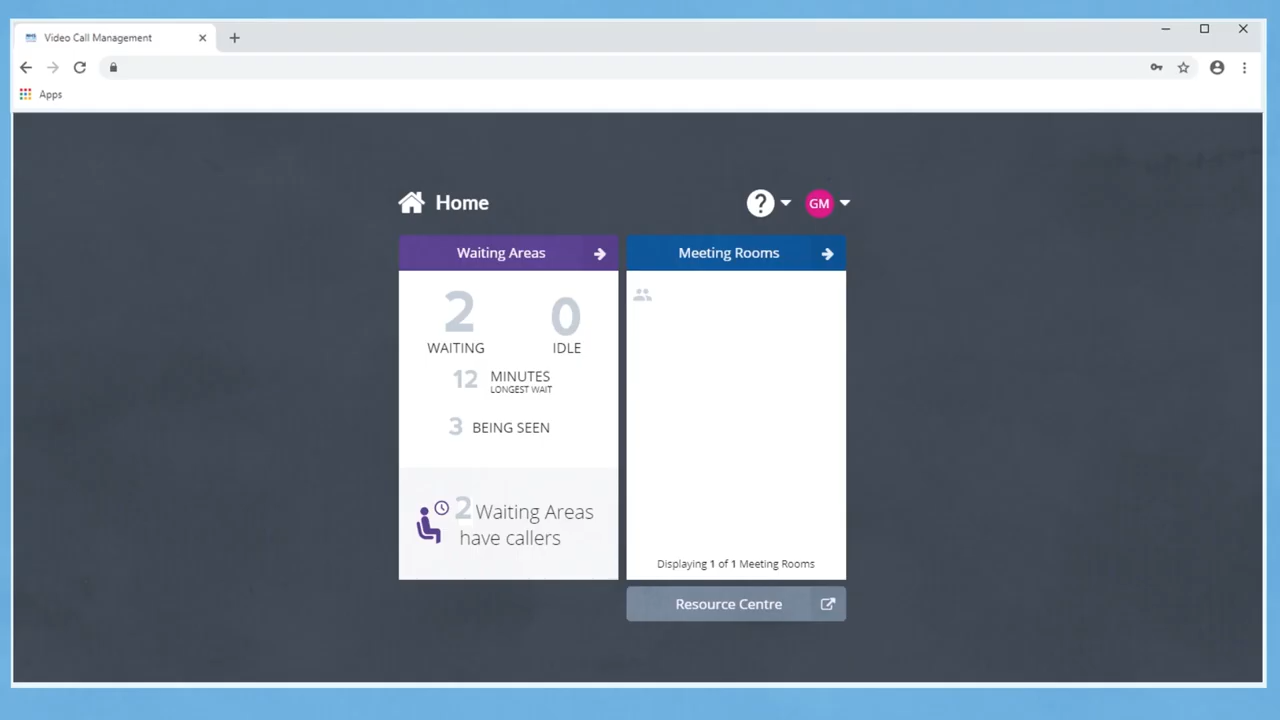 Video Call Management
Apps
Home
?
GM
Waiting Areas
Meeting Rooms
2
0
WAITING
IDLE
12 MINUTES
LONGEST WAIT
3 BEING SEEN
2 Waiting Areas
have callers
Displaying 1 of 1 Meeting Rooms
Resource Centre